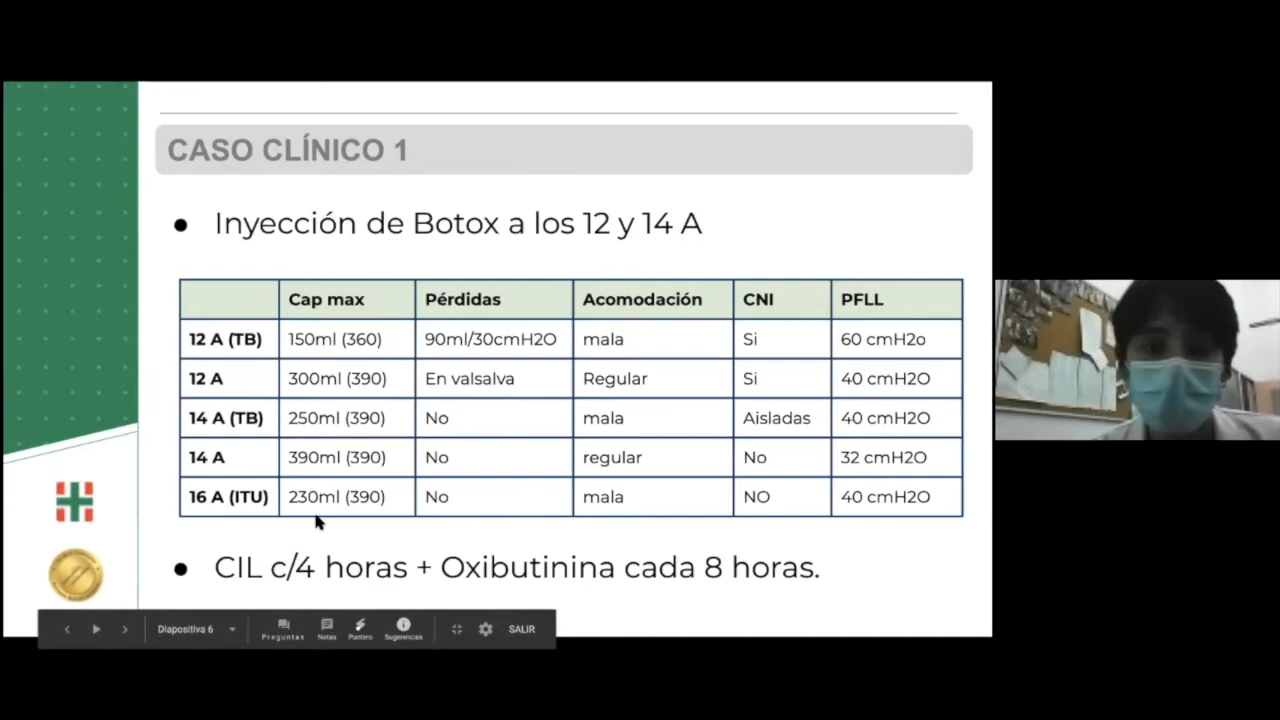 CASO CLÍNICO 1
● Inyección de Botox a los 12 y 14 A
Cap max Pérdidas Acomodación CNI PFLL
12 A (TB) 150ml (360) 90ml/30cmH2O mala Si 60 cmH2o
12 A 300ml (390) En valsalva Regular Si 40 cmH2O
14 A (TB) 250ml (390) No mala Aisladas 40 cmH2O
14 A 390ml (390) No regular No 32 cmH2O
16 A (ITU) 230ml (390) No mala NO 40 cmH2O
● CIL c/4 horas + Oxibutinina cada 8 horas.
Diapositiva 6 Preguntas Notas Puntero Sugerencias SALIR